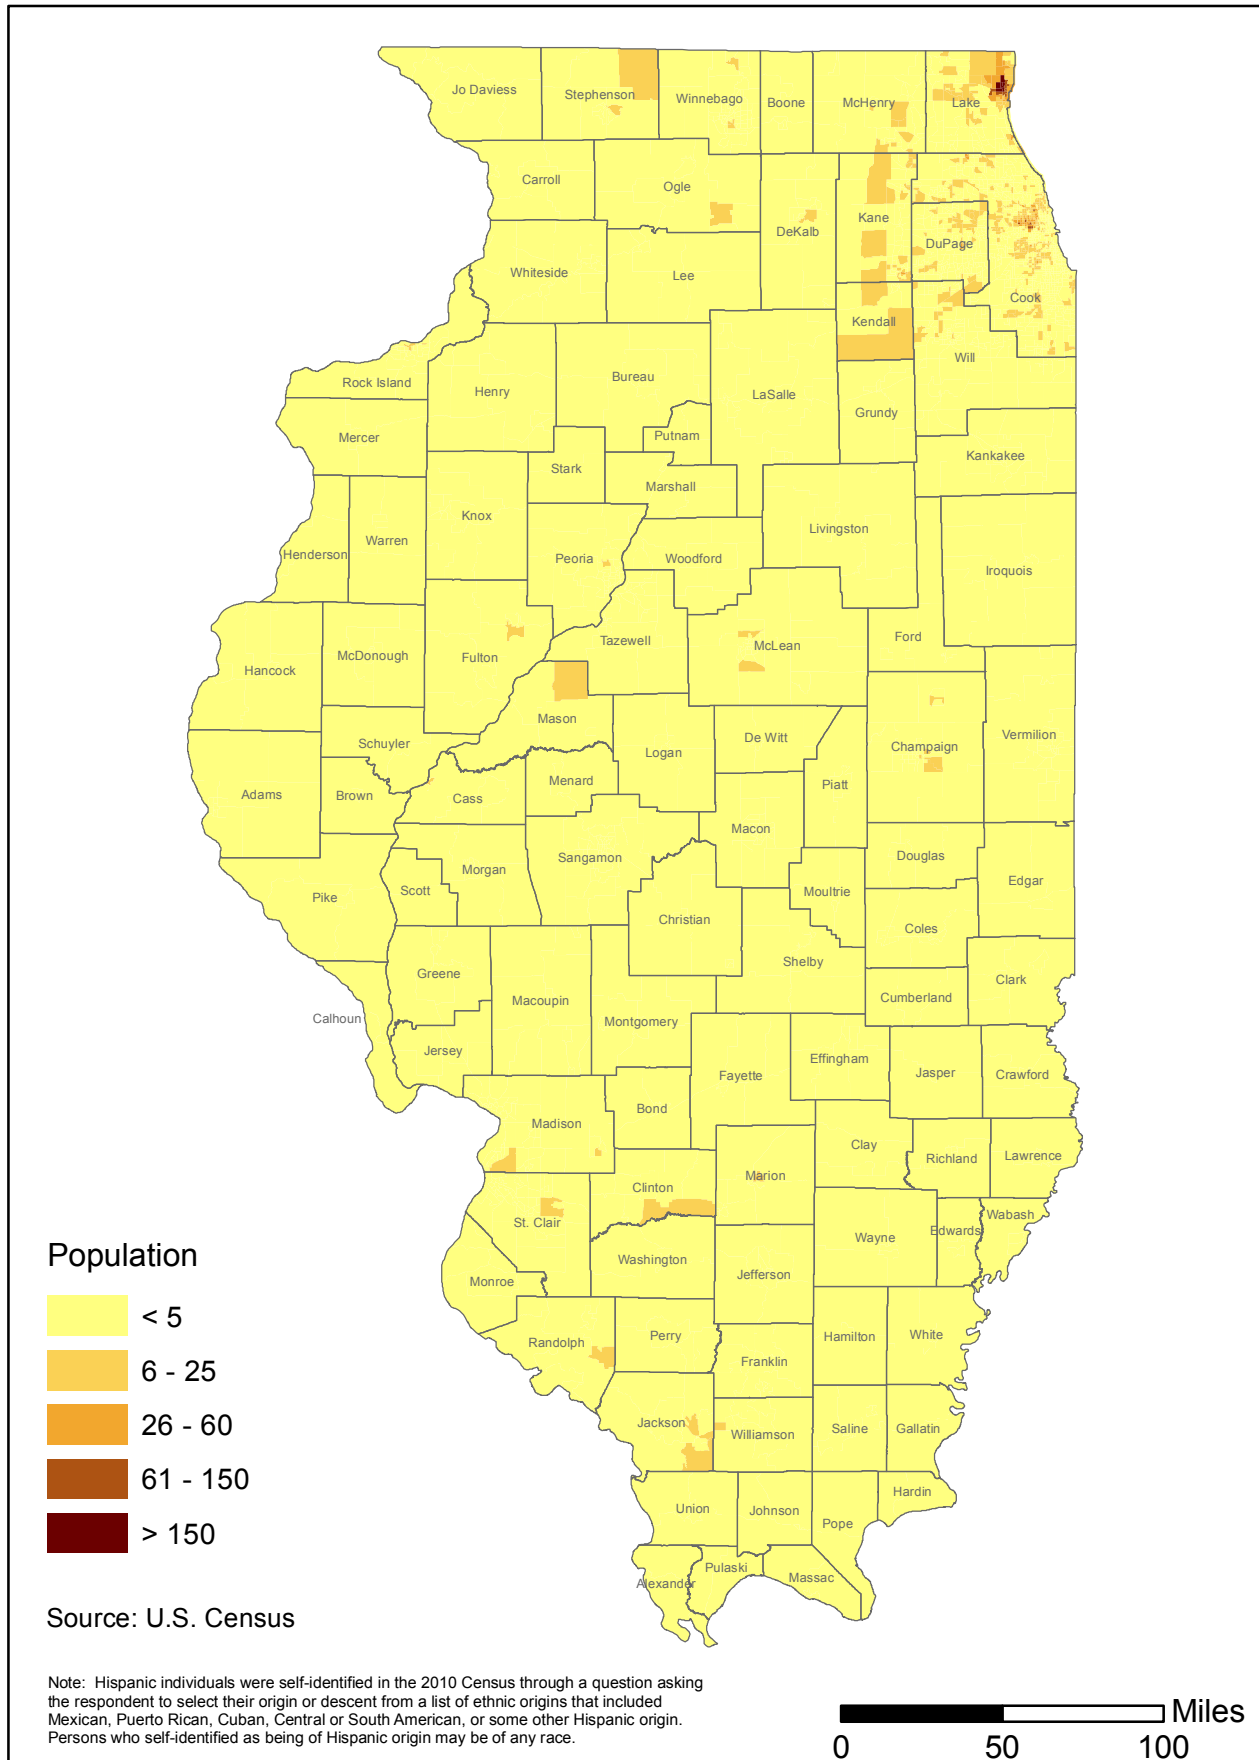 Jo Daviess
Stephenson
Winnebago
Boone
McHenry
Lake
Carroll
Ogle
DeKalb
Kane
DuPage
Cook
Whiteside
Lee
Kendall
Will
Rock Island
Henry
Bureau
LaSalle
Grundy
Mercer
Putnam
Kankakee
Stark
Marshall
Knox
Livingston
Henderson
Warren
Peoria
Woodford
Iroquois
Hancock
McDonough
Fulton
Tazewell
McLean
Ford
Mason
Schuyler
Logan
De Witt
Champaign
Vermilion
Adams
Brown
Cass
Menard
Piatt
Macon
Sangamon
Douglas
Edgar
Pike
Scott
Morgan
Moultrie
Christian
Coles
Greene
Shelby
Clark
Calhoun
Macoupin
Montgomery
Cumberland
Jersey
Fayette
Effingham
Jasper
Crawford
Madison
Bond
Clay
Richland
Lawrence
Clinton
Marion
St. Clair
Wabash
Edwards
Wayne
Washington
Jefferson
Monroe
Randolph
Perry
Hamilton
White
Franklin
Jackson
Williamson
Saline
Gallatin
Union
Johnson
Pope
Hardin
Alexander
Pulaski
Massac
Population
< 5
6 - 25
26 - 60
61 - 150
> 150
Source: U.S. Census
Note: Hispanic individuals were self-identified in the 2010 Census through a question asking
the respondent to select their origin or descent from a list of ethnic origins that included
Mexican, Puerto Rican, Cuban, Central or South American, or some other Hispanic origin.
Persons who self-identified as being of Hispanic origin may be of any race.
Miles
0 50 100